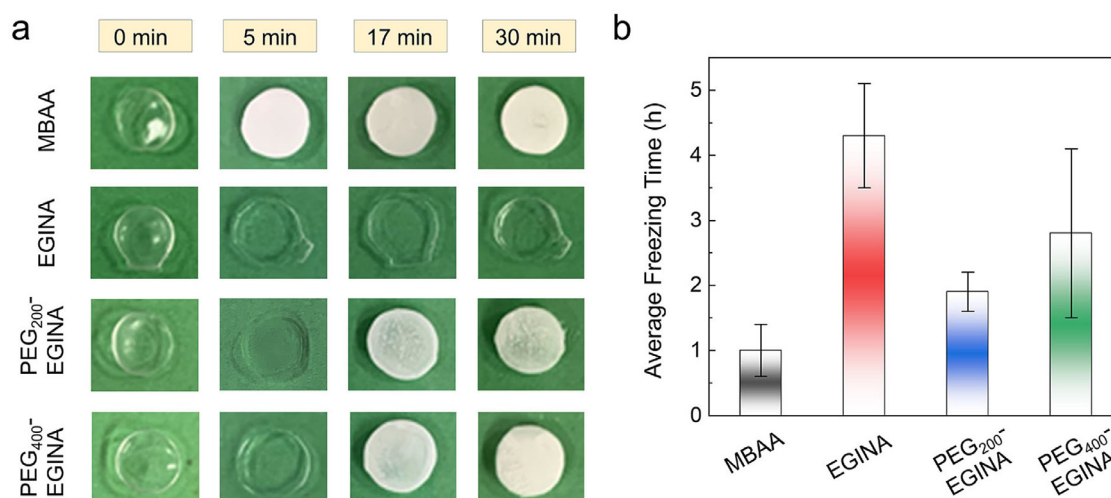 a
0 min 5 min 17 min 30 min
MBAA
EGINA
PEG200-
EGINA
PEG400-
EGINA
b
Average Freezing Time (h)
5
4
3
2
1
0
MBAA
EGINA
PEG200-
EGINA
PEG400-
EGINA